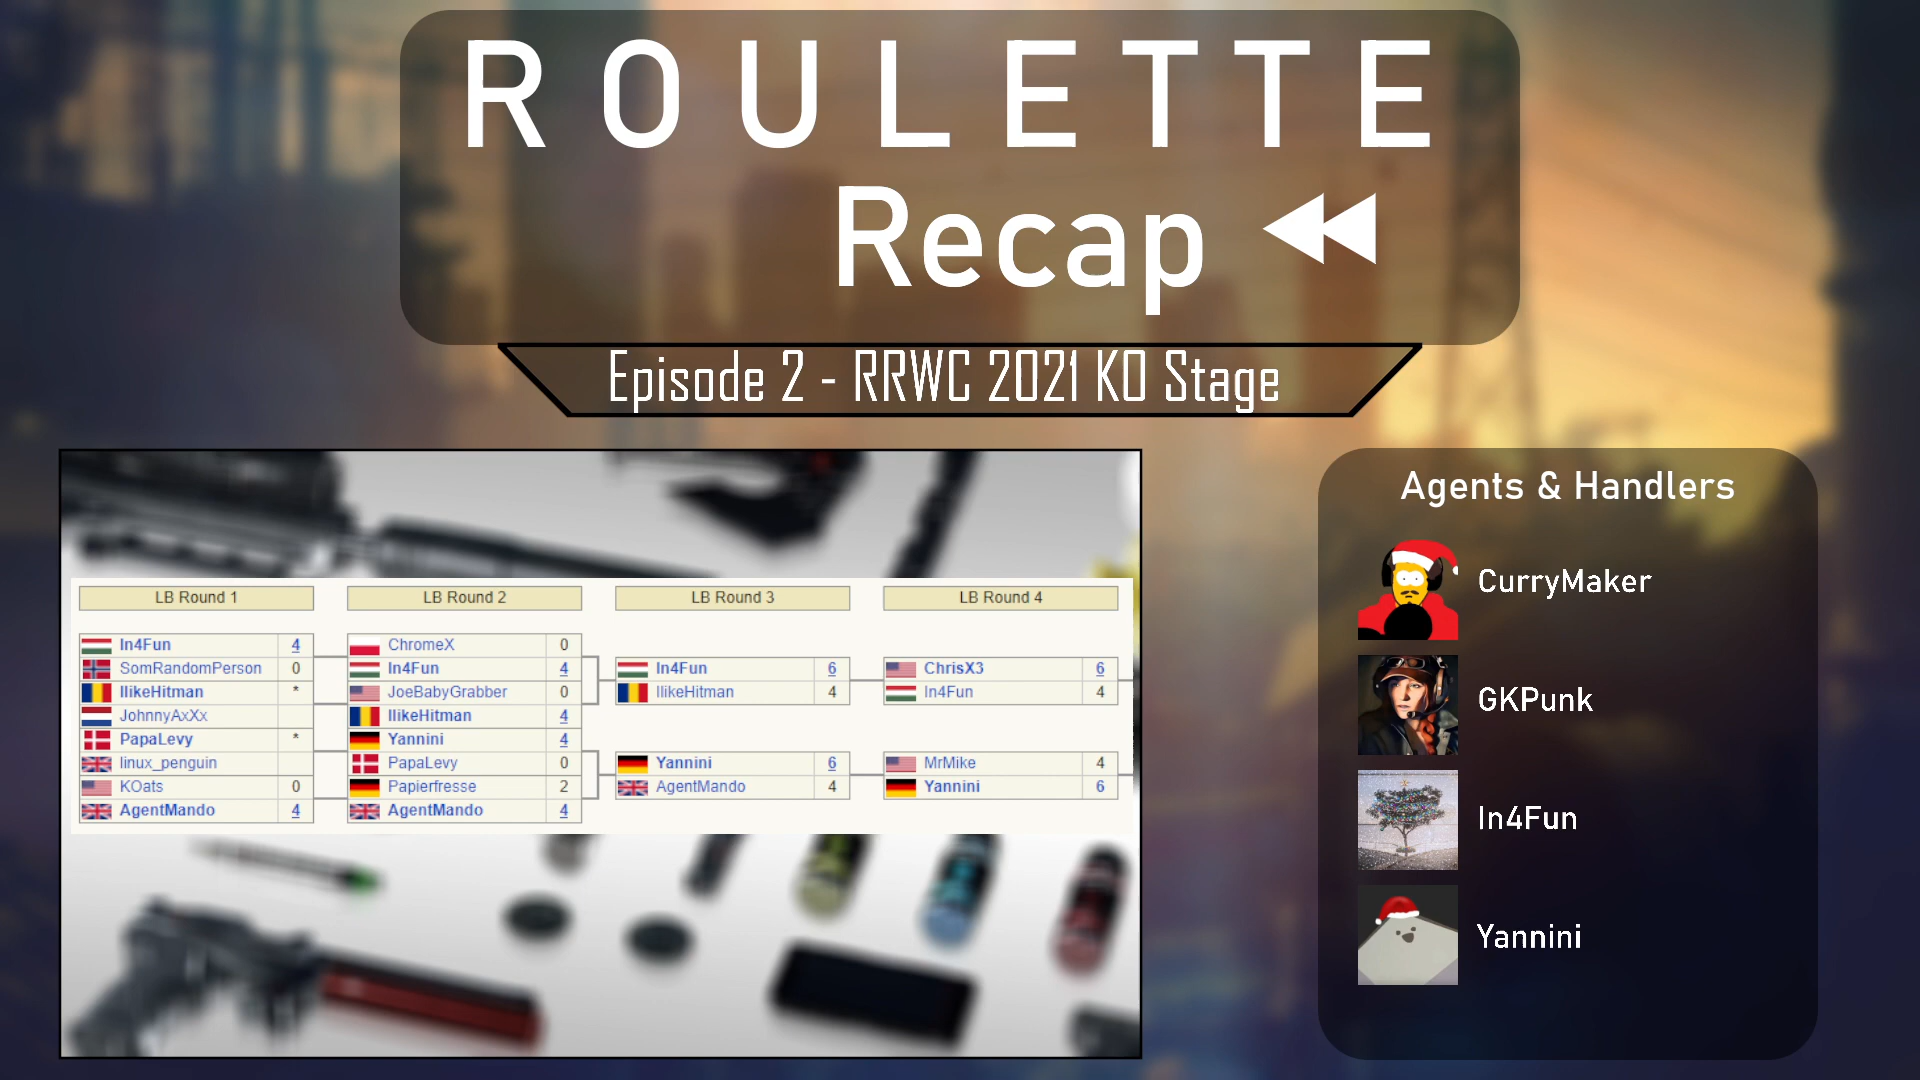 ROULETTE
Recap
Episode 2 - RRWC 2021 KO Stage
LB Round 1
In4Fun 4
SomRandomPerson 0
IlikeHitman *
JohnnyAxXx
PapaLevy *
linux_penguin
KOats 0
AgentMando 4
LB Round 2
ChromeX 0
In4Fun 4
JoeBabyGrabber 0
IlikeHitman 4
Yannini 4
PapaLevy 0
Papierfresse 2
AgentMando 4
LB Round 3
In4Fun 6
IlikeHitman 4
Yannini 6
AgentMando 4
LB Round 4
ChrisX3 6
In4Fun 4
MrMike 4
Yannini 6
Agents & Handlers
CurryMaker
GKPunk
In4Fun
Yannini